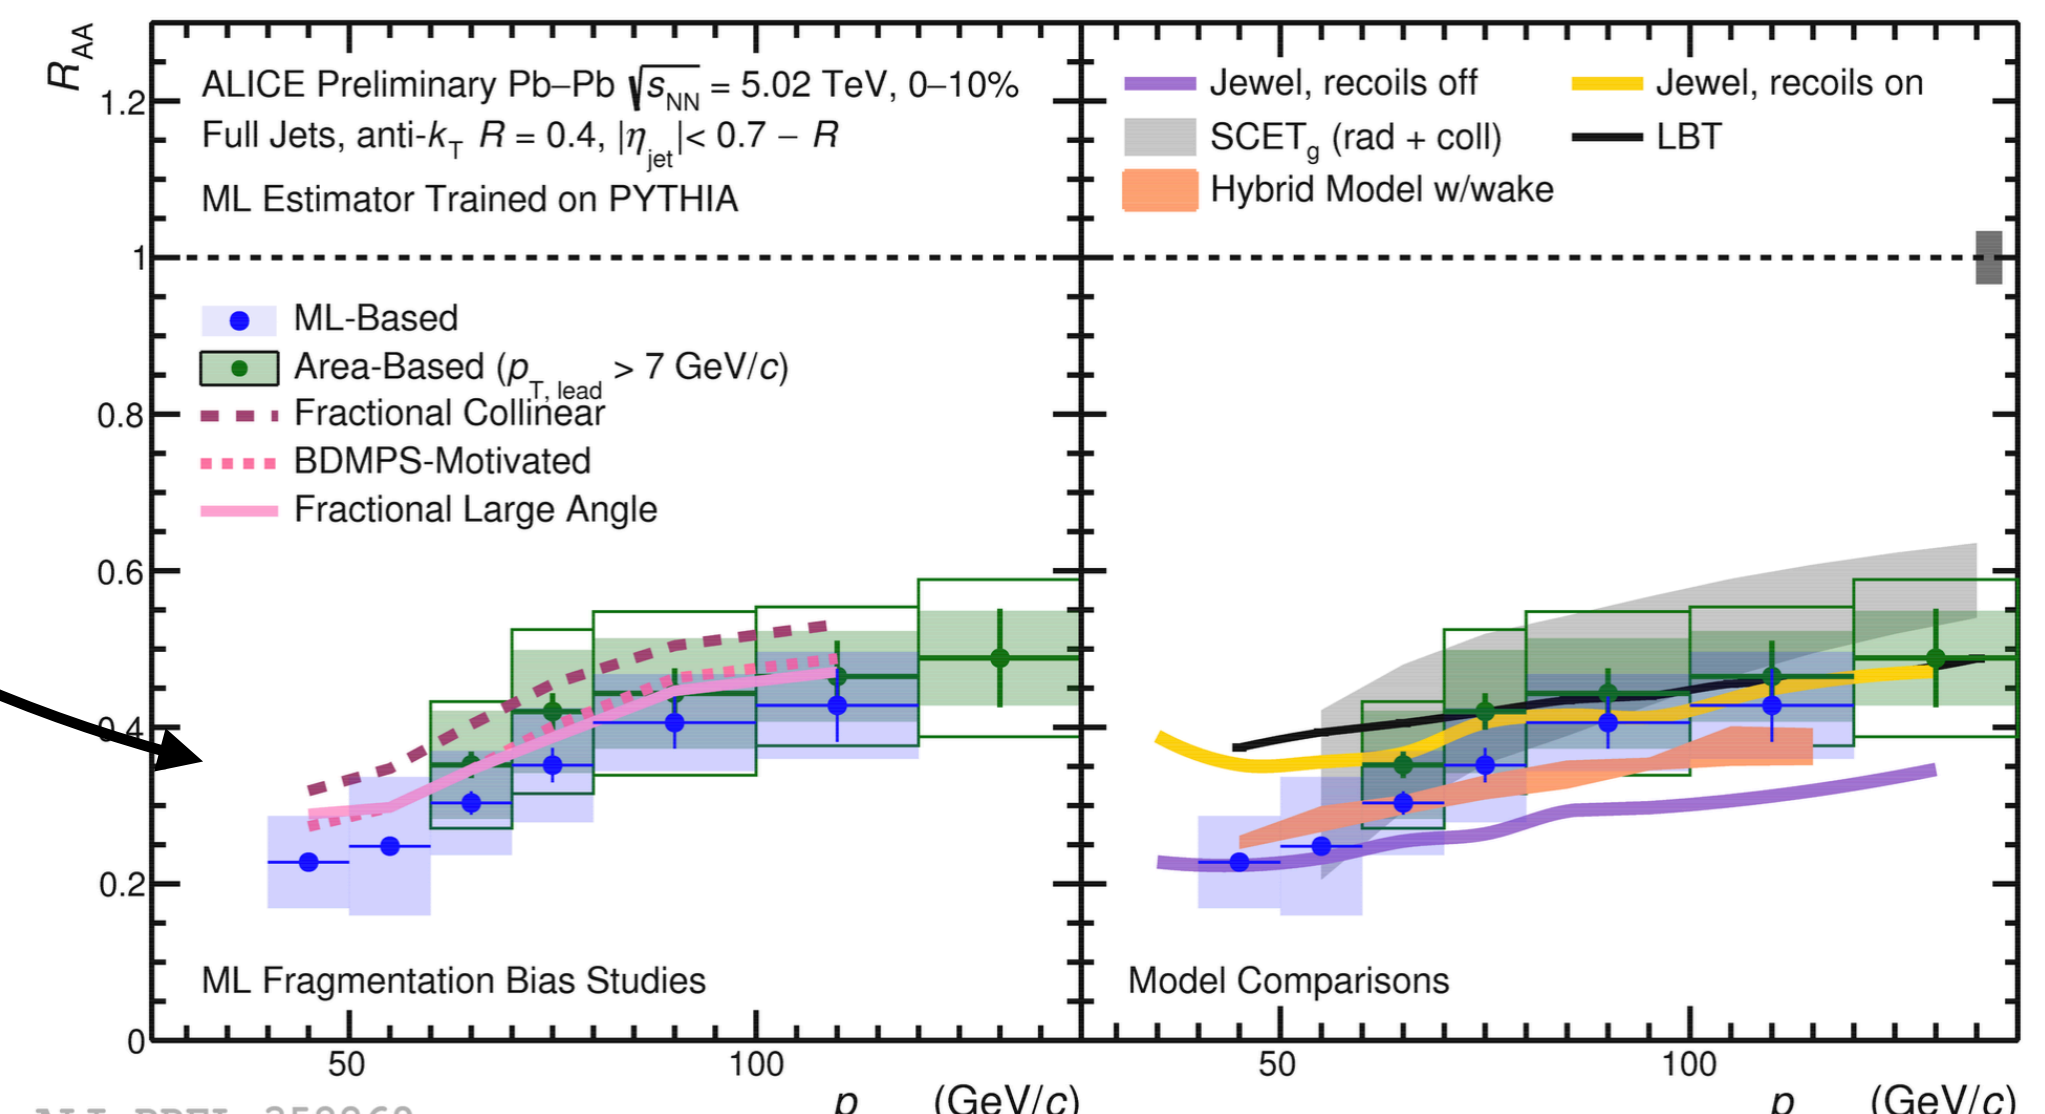 R_AA
1.2
1
0.8
0.6
0.4
0.2
0
ALICE Preliminary Pb–Pb √s_NN = 5.02 TeV, 0–10%
Full Jets, anti-k_T R = 0.4, |η_jet|< 0.7 – R
ML Estimator Trained on PYTHIA
ML-Based
Area-Based (p_T, lead > 7 GeV/c)
Fractional Collinear
BDMPS-Motivated
Fractional Large Angle
ML Fragmentation Bias Studies
50
100
p (GeV/c)
Jewel, recoils off
Jewel, recoils on
SCET_g (rad + coll)
LBT
Hybrid Model w/wake
Model Comparisons
50
100
p (GeV/c)